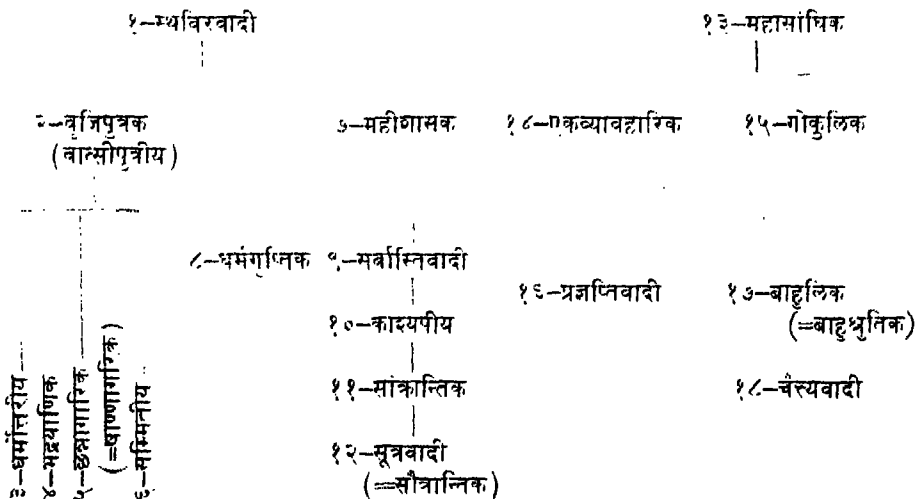 १—स्थविरवादी
१३—महासांघिक
२—वृजिपुत्रक
(वात्सीपुत्रीय)
७—महीशासक
१४—एकव्यावहारिक
१५—गोकुलिक
८—धर्मगुप्तिक
९—सर्वास्तिवादी
१६—प्रज्ञप्तिवादी
१७—बाहुलिक
(=बाहुश्रुतिक)
१०—काश्यपीय
११—सांक्रान्तिक
१८—चैत्यवादी
१२—सूत्रवादी
(=सौत्रान्तिक)
३—धर्मोत्तरीय
४—भद्रयाणिक
५—छन्नागारिक
(=षाण्णागरिक)
६—सम्मितीय